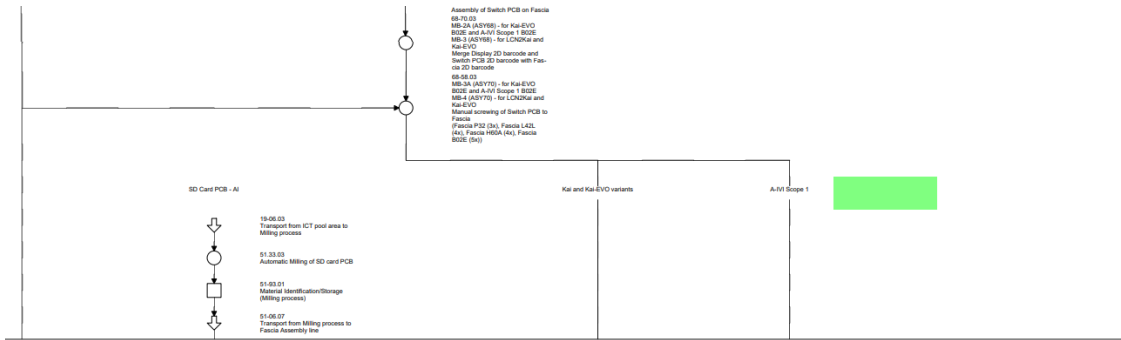 Assembly of Switch PCB on Fascia
68-70.03
MB-2A (ASY68) - for Kai-EVO
B02E and A-IVI Scope 1 B02E
MB-3 (ASY68) - for LCN2Kai and
Kai-EVO
Merge Display 2D barcode and
Switch PCB 2D barcode with Fas-
cia 2D barcode
68-58.03
MB-3A (ASY70) - for Kai-EVO
B02E and A-IVI Scope 1 B02E
MB-4 (ASY70) - for LCN2Kai and
Kai-EVO
Manual screwing of Switch PCB to
Fascia
(Fascia P32 (3x), Fascia L42L
(4x), Fascia H60A (4x), Fascia
B02E (5x))
SD Card PCB - AI
Kai and Kai-EVO variants
A-IVI Scope 1
19-06.03
Transport from ICT pool area to
Milling process
51.33.03
Automatic Milling of SD card PCB
51-93.01
Material Identification/Storage
(Milling process)
51-06.07
Transport from Milling process to
Fascia Assembly line